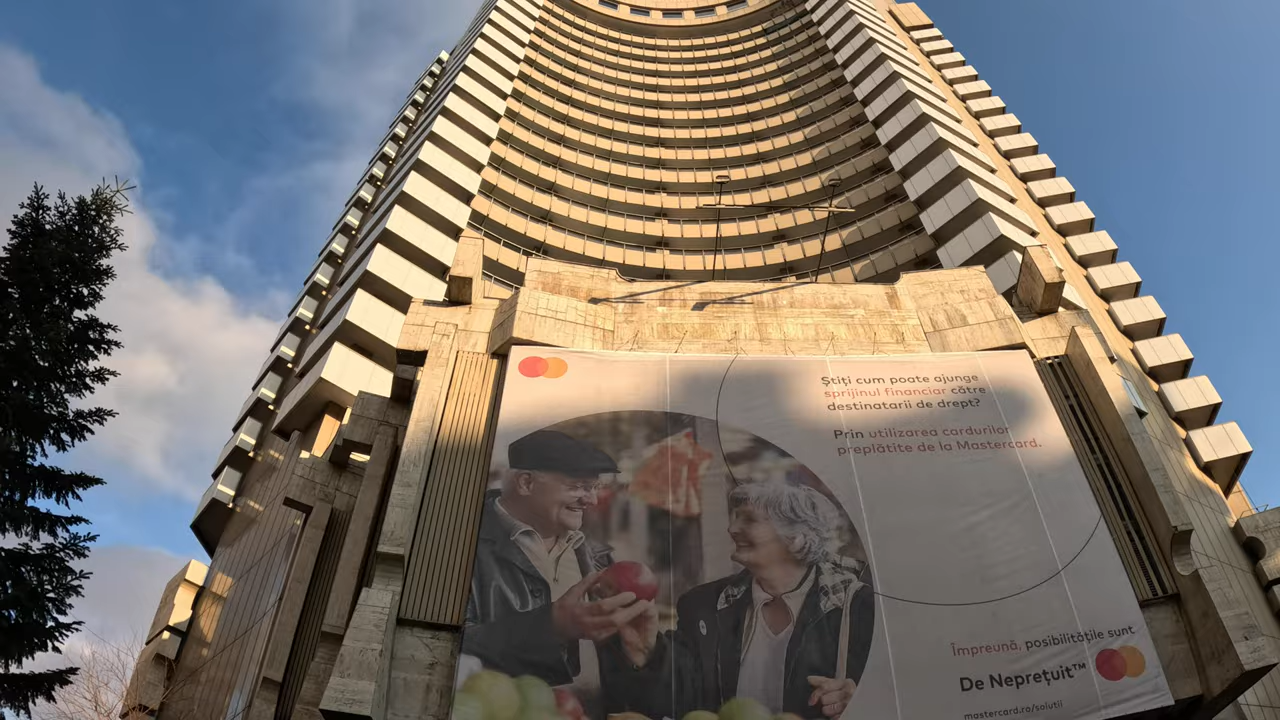 Știți cum poate ajunge
sprijinul financiar către
destinatarii de drept?
Prin utilizarea cardurilor
preplătite de la Mastercard.
Împreună, posibilitățile sunt
De Neprețuit™
mastercard.ro/solutii